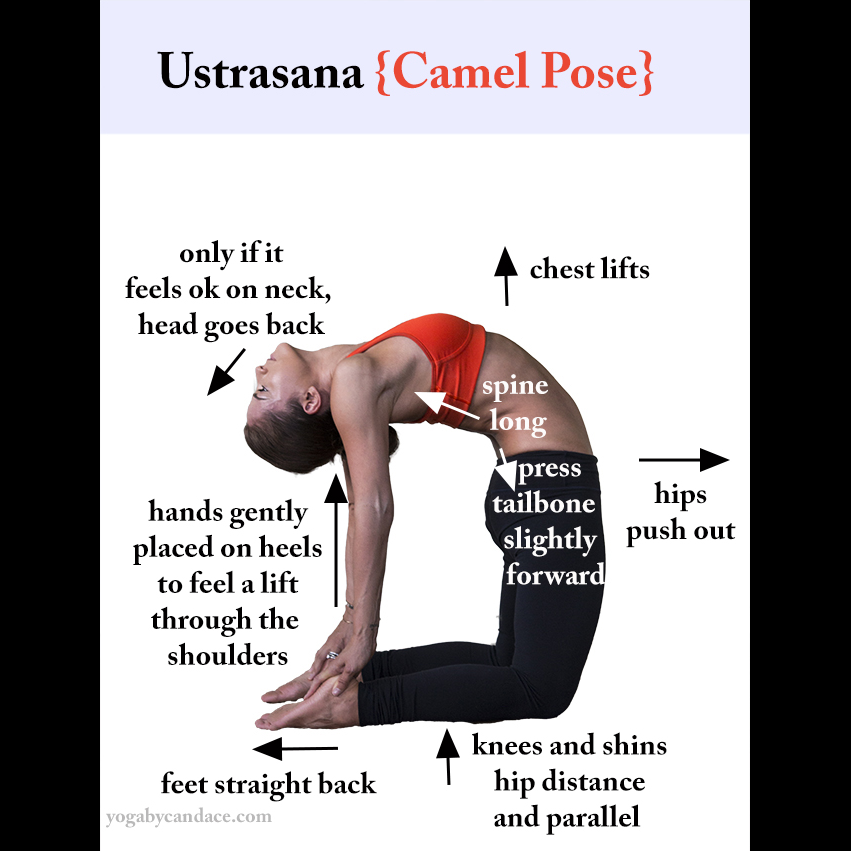 Ustrasana {Camel Pose}
only if it
feels ok on neck,
head goes back
chest lifts
spine
long
press
tailbone
slightly
forward
hips
push out
hands gently
placed on heels
to feel a lift
through the
shoulders
feet straight back
knees and shins
hip distance
and parallel
yogabycandace.com